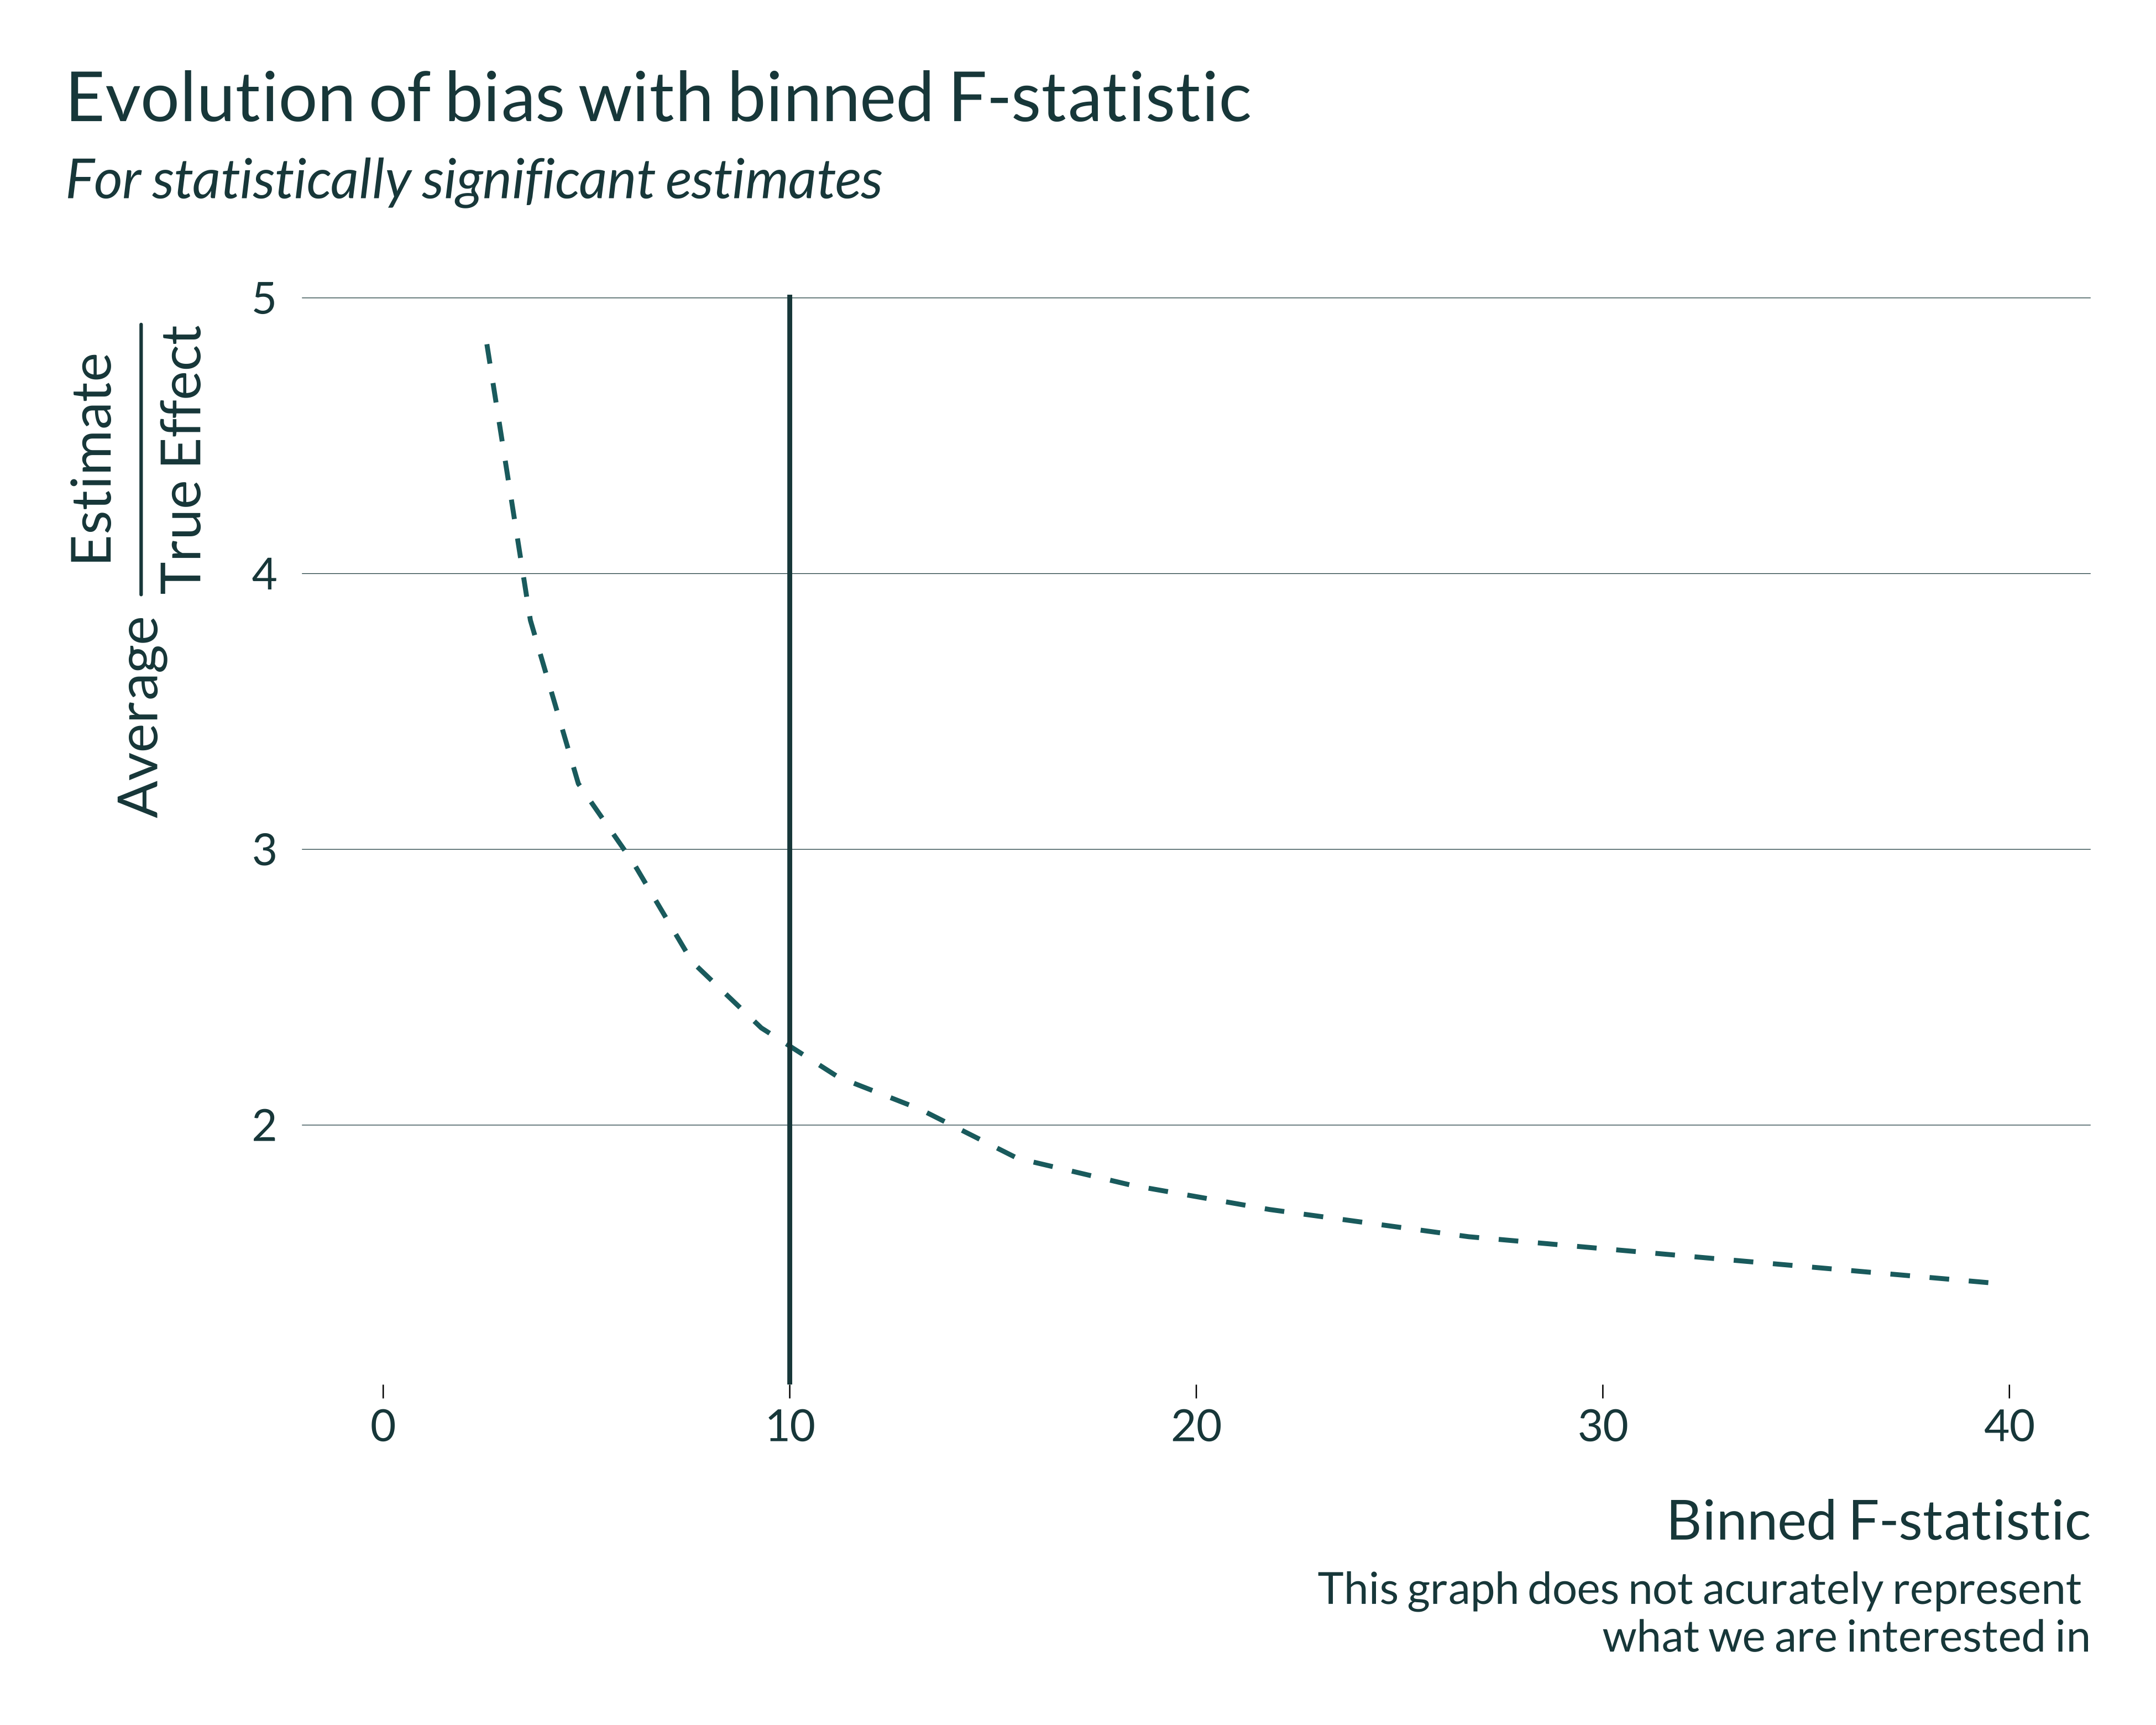 Evolution of bias with binned F-statistic
For statistically significant estimates
Average
Estimate
True Effect
5
4
3
2
0 10 20 30 40
Binned F-statistic
This graph does not acurately represent
what we are interested in